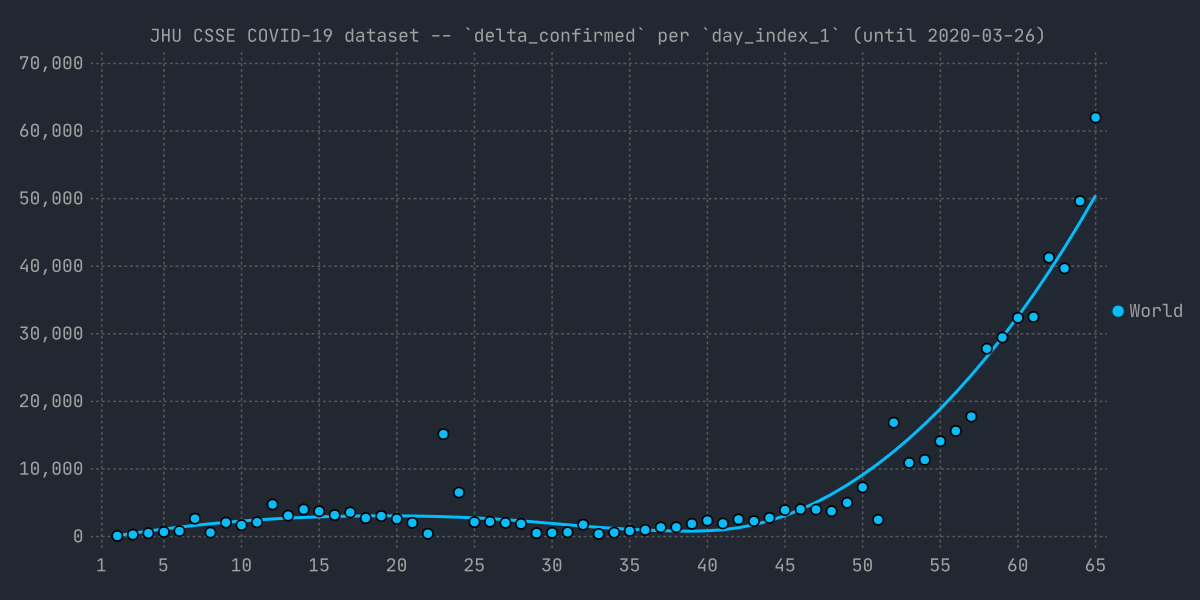 JHU CSSE COVID-19 dataset -- `delta_confirmed` per `day_index_1` (until 2020-03-26)
70,000
60,000
50,000
40,000
30,000
20,000
10,000
0
World
1 5 10 15 20 25 30 35 40 45 50 55 60 65